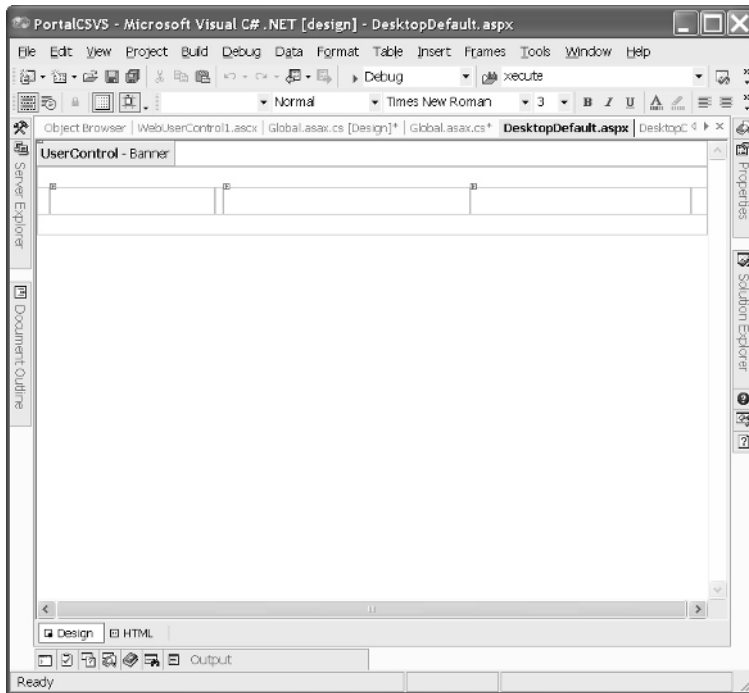 PortalCSVS - Microsoft Visual C# .NET [design] - DesktopDefault.aspx
File Edit View Project Build Debug Data Format Table Insert Frames Tools Window Help
Debug xecute
Normal Times New Roman 3 B I U A
Object Browser WebUserControl1.ascx Global.asax.cs [Design]* Global.asax.cs* DesktopDefault.aspx DesktopD
UserControl - Banner
Server Explorer
Document Outline
Properties
Solution Explorer
Design HTML
Output
Ready